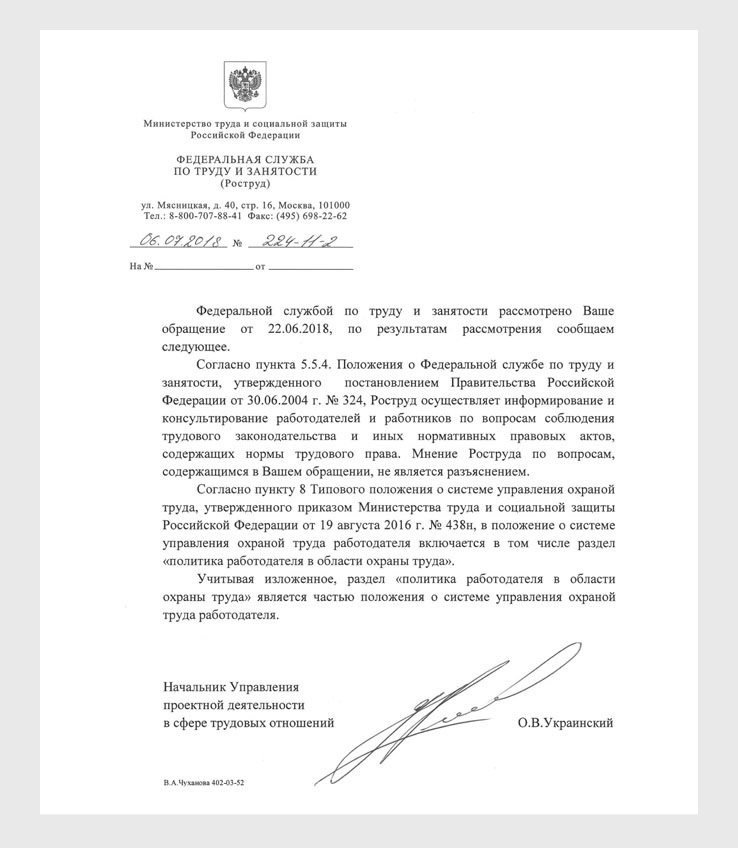 Министерство труда и социальной защиты
Российской Федерации
ФЕДЕРАЛЬНАЯ СЛУЖБА
ПО ТРУДУ И ЗАНЯТОСТИ
(Роструд)
ул. Мясницкая, д. 40, стр. 16, Москва, 101000
Тел.: 8-800-707-88-41 Факс: (495) 698-22-62
06.07.2018 № 224-11-2
На № от
Федеральной службой по труду и занятости рассмотрено Ваше
обращение от 22.06.2018, по результатам рассмотрения сообщаем
следующее.
Согласно пункта 5.5.4. Положения о Федеральной службе по труду и
занятости, утвержденного постановлением Правительства Российской
Федерации от 30.06.2004 г. № 324, Роструд осуществляет информирование и
консультирование работодателей и работников по вопросам соблюдения
трудового законодательства и иных нормативных правовых актов,
содержащих нормы трудового права. Мнение Роструда по вопросам,
содержащимся в Вашем обращении, не является разъяснением.
Согласно пункту 8 Типового положения о системе управления охраной
труда, утвержденного приказом Министерства труда и социальной защиты
Российской Федерации от 19 августа 2016 г. № 438н, в положение о системе
управления охраной труда работодателя включается в том числе раздел
«политика работодателя в области охраны труда».
Учитывая изложенное, раздел «политика работодателя в области
охраны труда» является частью положения о системе управления охраной
труда работодателя.
Начальник Управления
проектной деятельности
в сфере трудовых отношений О.В.Украинский
В.А.Чуханова 402-03-52